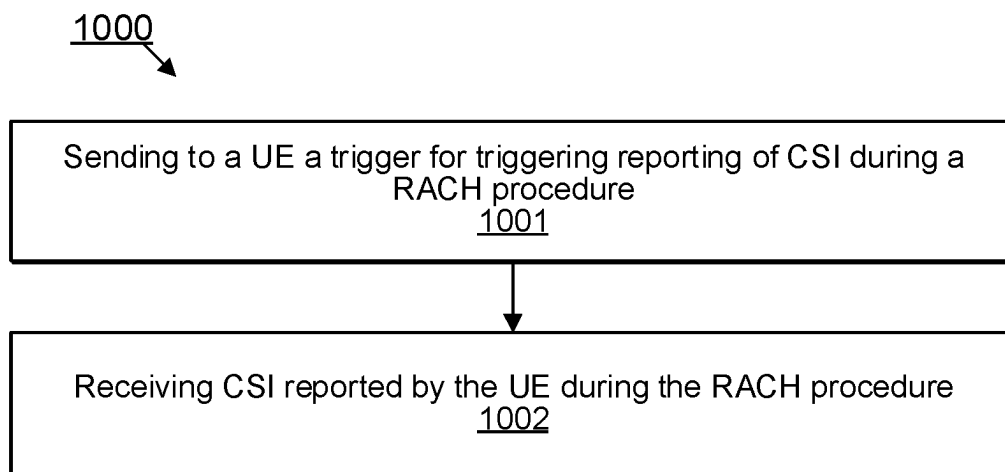 1000
Sending to a UE a trigger for triggering reporting of CSI during a
RACH procedure
1001
Receiving CSI reported by the UE during the RACH procedure
1002